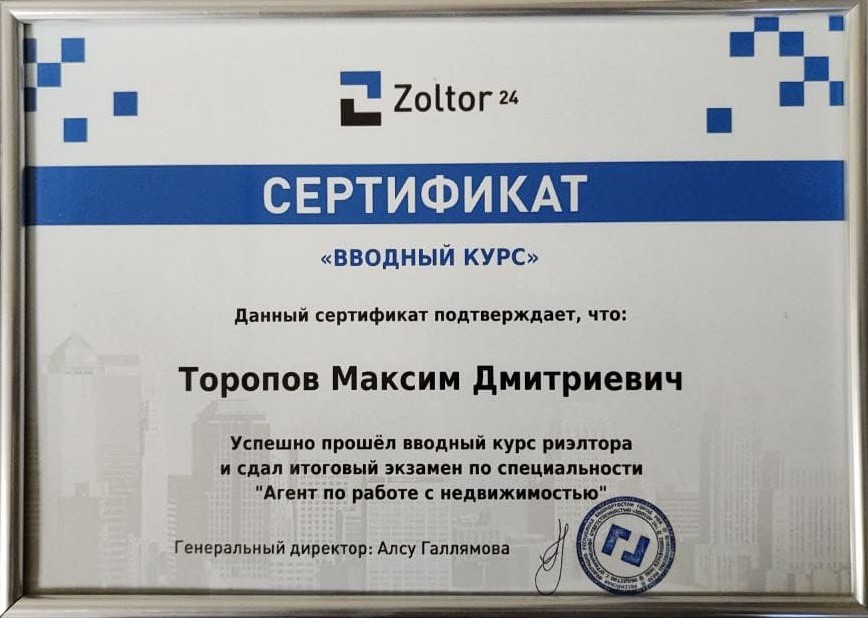 Zoltor 24
СЕРТИФИКАТ
«ВВОДНЫЙ КУРС»
Данный сертификат подтверждает, что:
Торопов Максим Дмитриевич
Успешно прошёл вводный курс риэлтора
и сдал итоговый экзамен по специальности
"Агент по работе с недвижимостью"
Генеральный директор: Алсу Галлямова